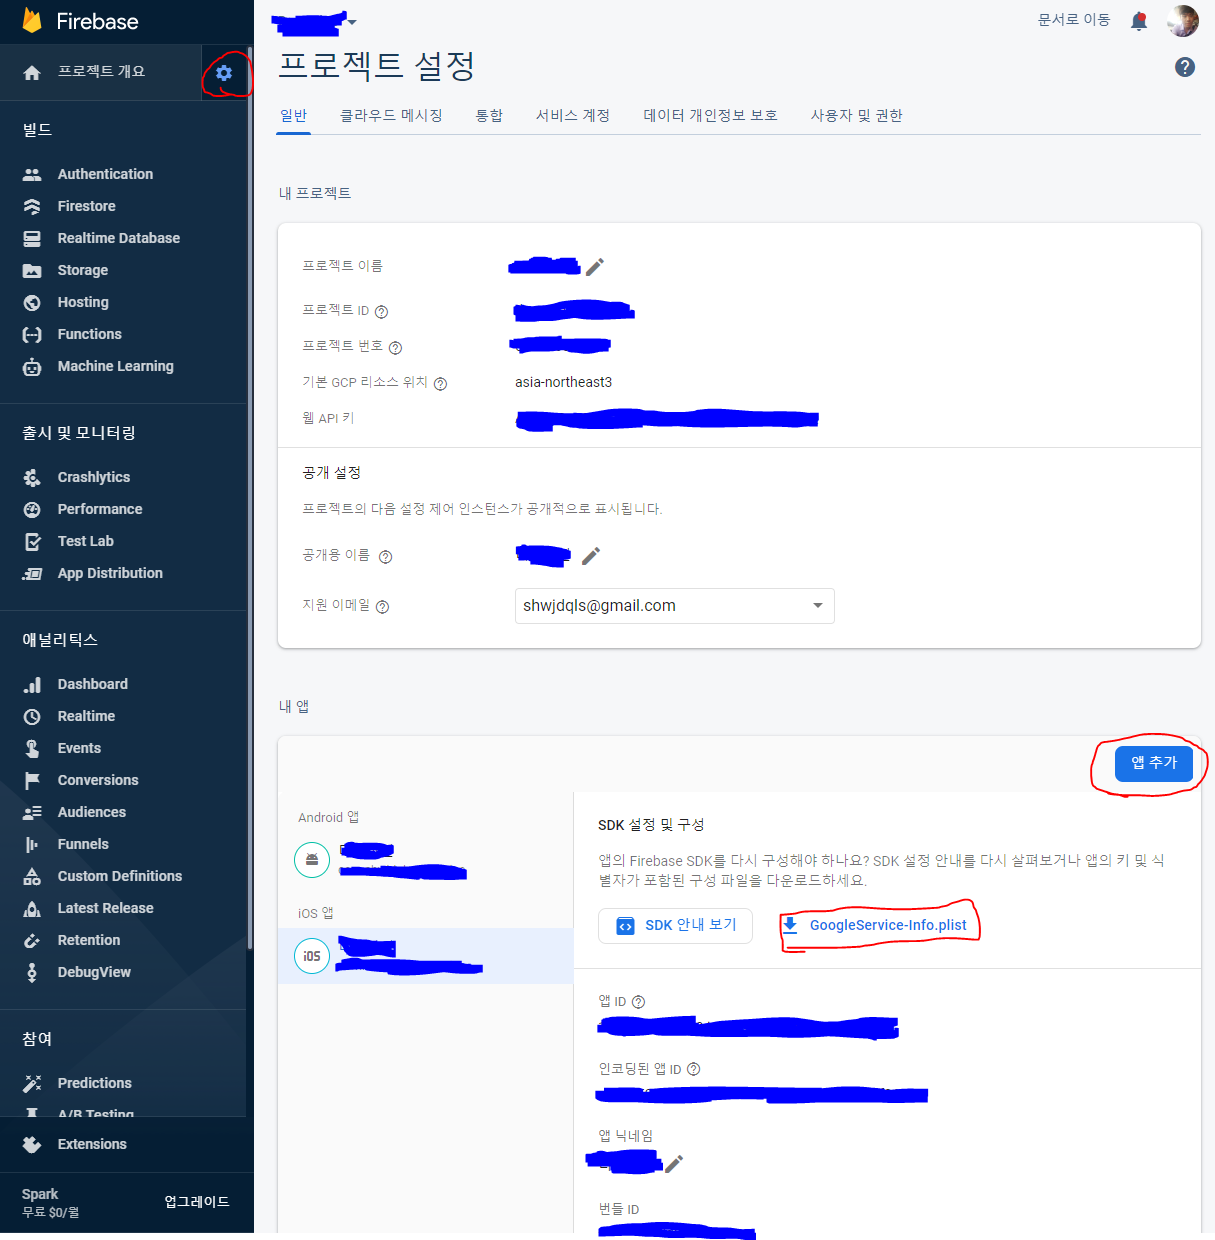 Firebase
문서로 이동
프로젝트 개요
프로젝트 설정
일반
클라우드 메시징
통합
서비스 계정
데이터 개인정보 보호
사용자 및 권한
빌드
Authentication
Firestore
Realtime Database
Storage
Hosting
Functions
Machine Learning
출시 및 모니터링
Crashlytics
Performance
Test Lab
App Distribution
애널리틱스
Dashboard
Realtime
Events
Conversions
Audiences
Funnels
Custom Definitions
Latest Release
Retention
DebugView
참여
Predictions
A/B Testing
Extensions
Spark
무료 $0/월
업그레이드
내 프로젝트
프로젝트 이름
프로젝트 ID
프로젝트 번호
기본 GCP 리소스 위치
asia-northeast3
웹 API 키
공개 설정
프로젝트의 다음 설정 제어 인스턴스가 공개적으로 표시됩니다.
공개용 이름
지원 이메일
shwjdqls@gmail.com
내 앱
앱 추가
Android 앱
iOS 앱
iOS
SDK 설정 및 구성
앱의 Firebase SDK를 다시 구성해야 하나요? SDK 설정 안내를 다시 살펴보거나 앱의 키 및 식
별자가 포함된 구성 파일을 다운로드하세요.
SDK 안내 보기
GoogleService-Info.plist
앱 ID
인코딩된 앱 ID
앱 닉네임
번들 ID